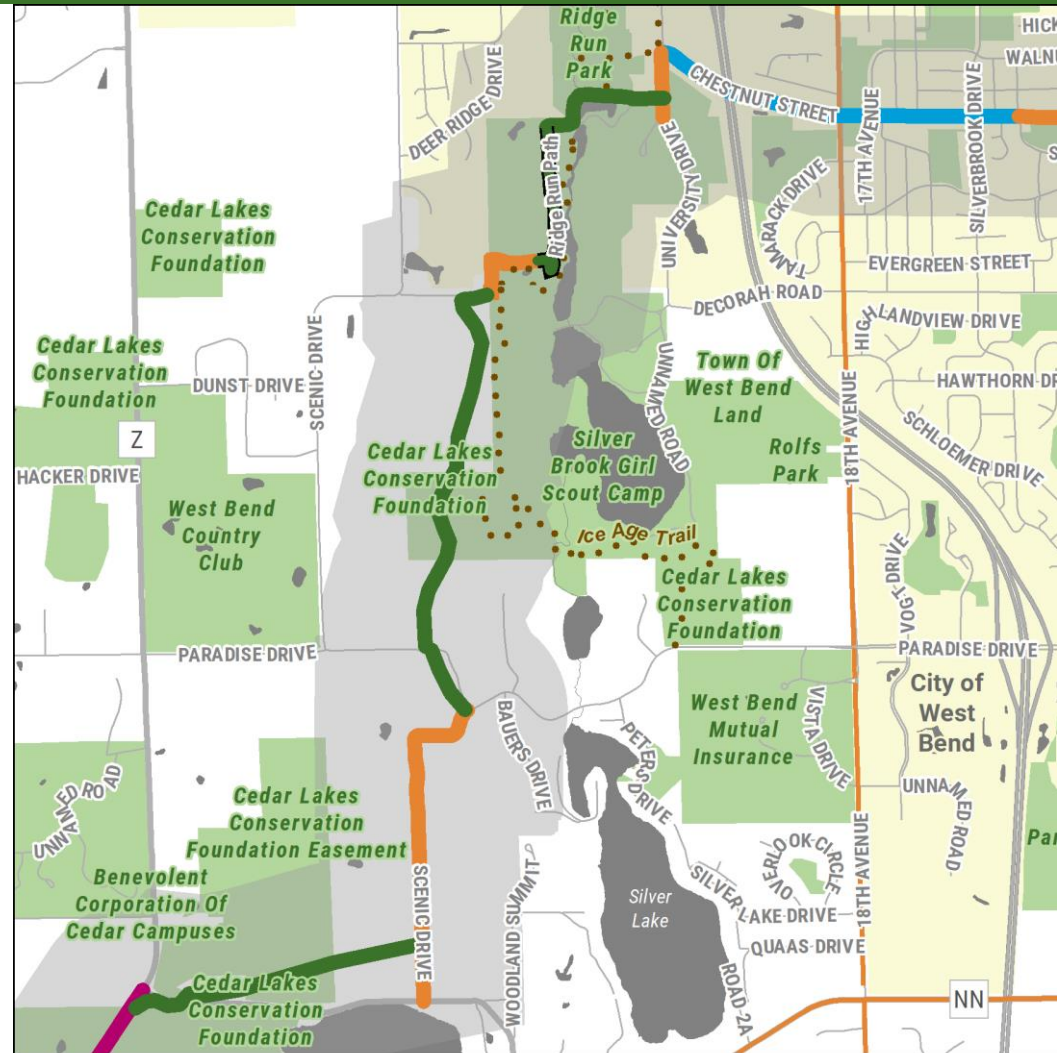 Ridge
Run
Park
HICK
WALNU
CHESTNUT STREET
DEER RIDGE DRIVE
17TH AVENUE
SILVERBROOK DRIVE
S
Ridge Run Path
UNIVERSITY DRIVE
TAMARACK DRIVE
Cedar Lakes
Conservation
Foundation
EVERGREEN STREET
DECORAH ROAD
HIGHLANDVIEW DRIVE
SCENIC DRIVE
UNNAMED ROAD
Cedar Lakes
Conservation
Foundation
DUNST DRIVE
Town Of
West Bend
Land
HAWTHORN DR
18TH AVENUE
SCHLOEMER DRIVE
Z
HACKER DRIVE
Cedar Lakes
Conservation
Foundation
Silver
Brook Girl
Scout Camp
Rolfs
Park
West Bend
Country
Club
Ice Age Trail
VOGT DRIVE
Cedar Lakes
Conservation
Foundation
PARADISE DRIVE
PARADISE DRIVE
City of
West
Bend
West Bend
Mutual
Insurance
BAUERS DRIVE
PETERS DRIVE
VISTA DRIVE
UNNAMED ROAD
UNNAMED ROAD
Cedar Lakes
Conservation
Foundation Easement
Par
OVERLOOK CIRCLE
18TH AVENUE
Benevolent
Corporation Of
Cedar Campuses
SCENIC DRIVE
WOODLAND SUMMIT
Silver
Lake
SILVER LAKE DRIVE
QUAAS DRIVE
ROAD 2A
Cedar Lakes
Conservation
Foundation
NN